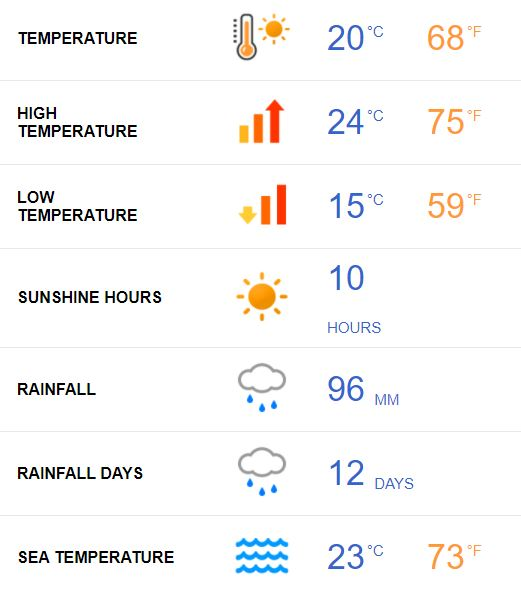 TEMPERATURE 20 °C 68 °F
HIGH
TEMPERATURE 24 °C 75 °F
LOW
TEMPERATURE 15 °C 59 °F
SUNSHINE HOURS 10
HOURS
RAINFALL 96 MM
RAINFALL DAYS 12 DAYS
SEA TEMPERATURE 23 °C 73 °F